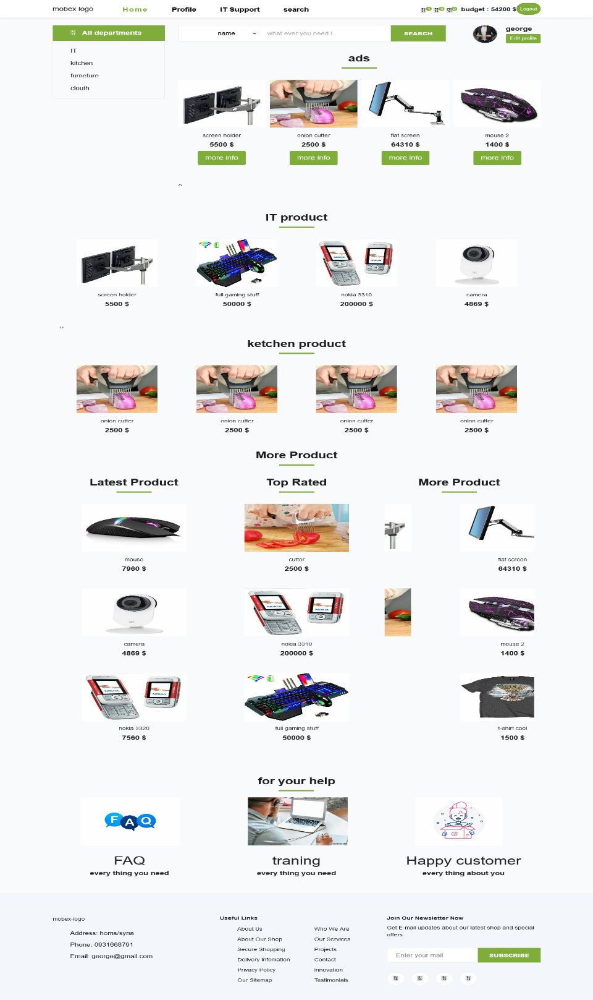 mobex logo
Home
Profile
IT Support
search
1
0
0
budget : 54200 $
Logout
All departments
name
what ever you need !..
SEARCH
george
Edit profile
IT
kitchen
furneture
clouth
ads
screen holder
5500 $
more info
onion cutter
2500 $
more info
flat screen
64310 $
more info
mouse 2
1400 $
more info
‹›
IT product
screen holder
5500 $
full gaming stuff
50000 $
NOKIA
nokia 3310
200000 $
camera
4869 $
‹›
ketchen product
onion cutter
2500 $
onion cutter
2500 $
onion cutter
2500 $
onion cutter
2500 $
More Product
Latest Product
Top Rated
More Product
mouse
7960 $
cutter
2500 $
flat screen
64310 $
camera
4869 $
NOKIA
NOKIA
nokia 3310
200000 $
mouse 2
1400 $
NOKIA
NOKIA
nokia 3320
7560 $
full gaming stuff
50000 $
t-shirt cool
1500 $
for your help
FAQ
FAQ
every thing you need
traning
every thing you need
Happy customer
every thing about you
mobex-logo
Address: homs/syria
Phone: 0931668791
Email: george@gmail.com
Useful Links
About Us
About Our Shop
Secure Shopping
Delivery infomation
Privacy Policy
Our Sitemap
Who We Are
Our Services
Projects
Contact
Innovation
Testimonials
Join Our Newsletter Now
Get E-mail updates about our latest shop and special
offers.
Enter your mail
SUBSCRIBE